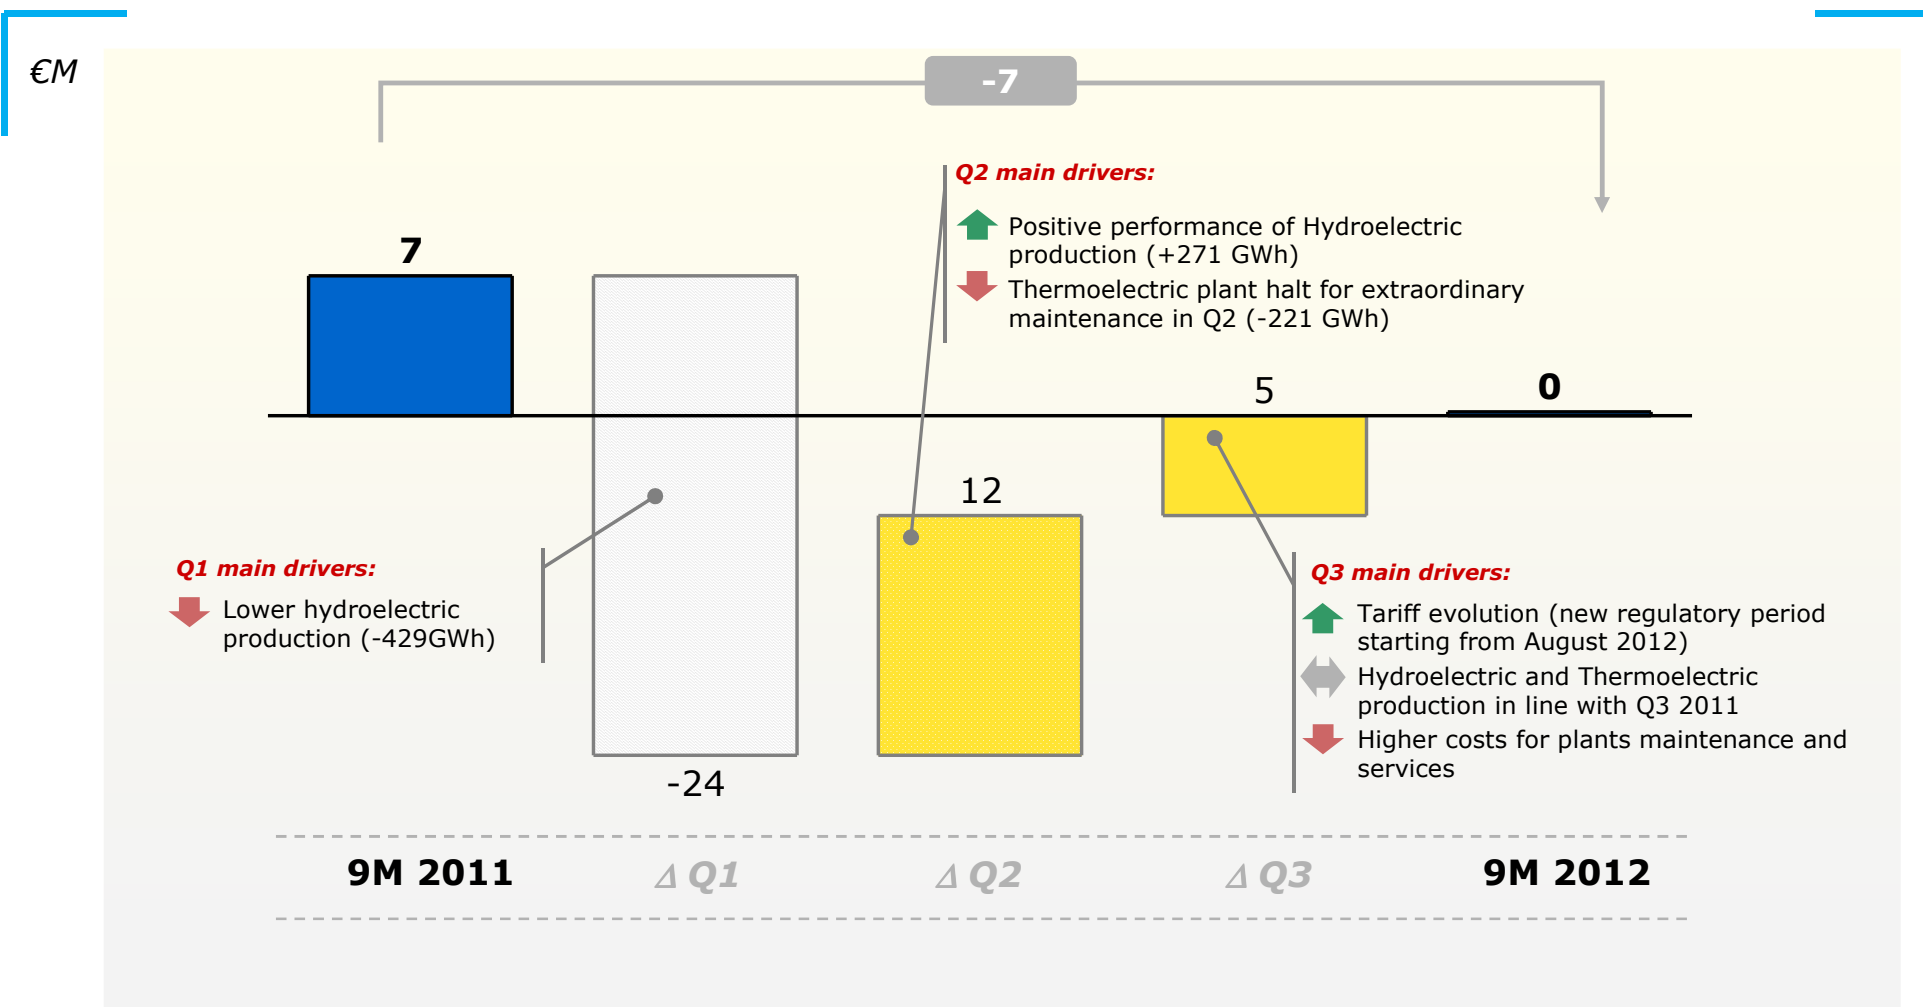 €M
-7
Q2 main drivers:
Positive performance of Hydroelectric
production (+271 GWh)
Thermoelectric plant halt for extraordinary
maintenance in Q2 (-221 GWh)
7
5
0
12
Q1 main drivers:
Lower hydroelectric
production (-429GWh)
Q3 main drivers:
Tariff evolution (new regulatory period
starting from August 2012)
Hydroelectric and Thermoelectric
production in line with Q3 2011
Higher costs for plants maintenance and
services
-24
9M 2011 Δ Q1 Δ Q2 Δ Q3 9M 2012